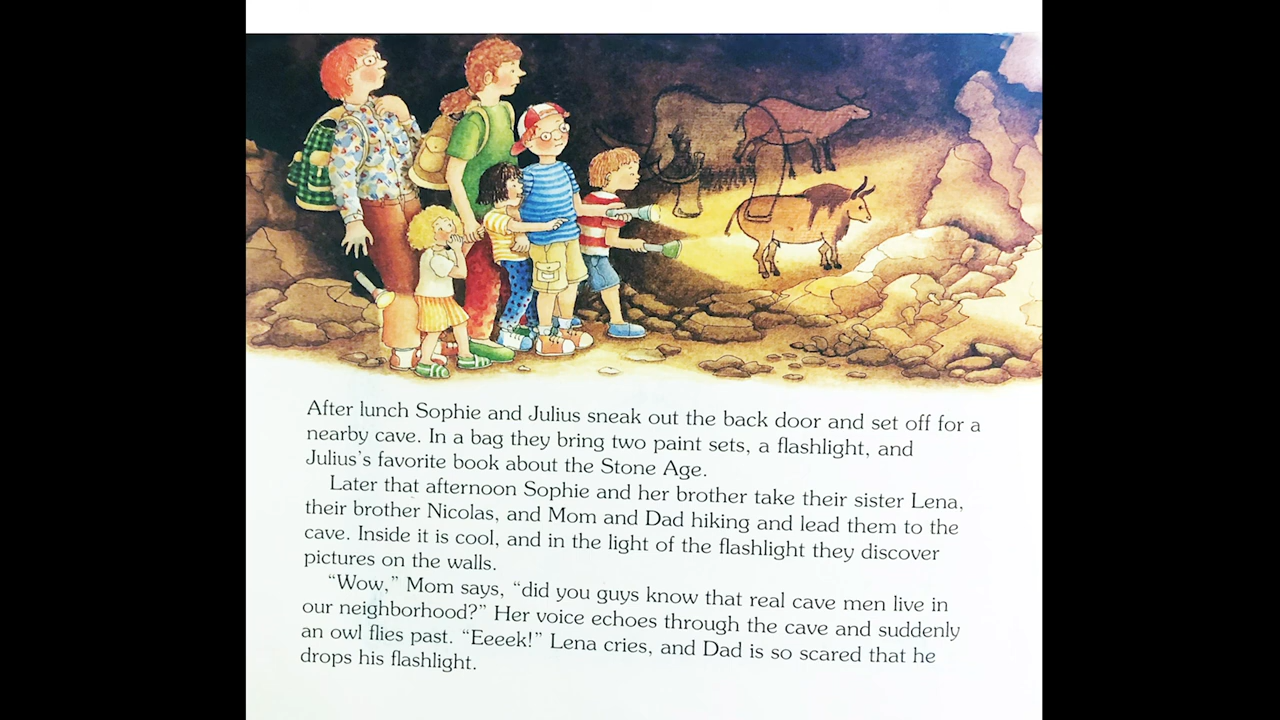 After lunch Sophie and Julius sneak out the back door and set off for a
nearby cave. In a bag they bring two paint sets, a flashlight, and
Julius's favorite book about the Stone Age.
Later that afternoon Sophie and her brother take their sister Lena,
their brother Nicolas, and Mom and Dad hiking and lead them to the
cave. Inside it is cool, and in the light of the flashlight they discover
pictures on the walls.
“Wow,” Mom says, “did you guys know that real cave men live in
our neighborhood?” Her voice echoes through the cave and suddenly
an owl flies past. “Eeeek!” Lena cries, and Dad is so scared that he
drops his flashlight.